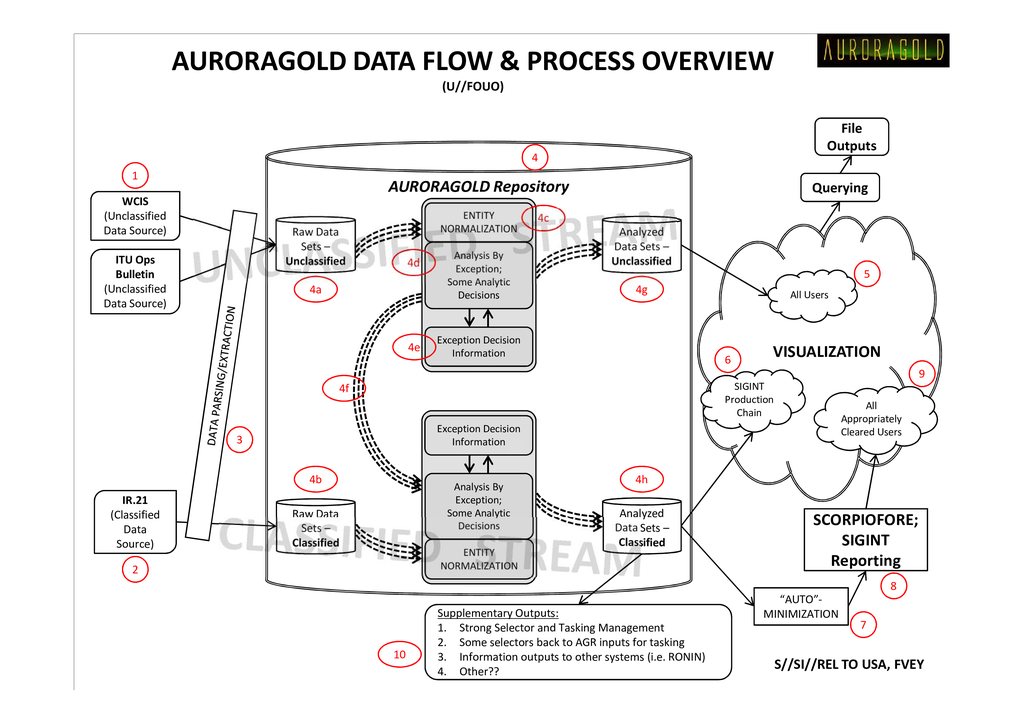 AURORAGOLD DATA FLOW & PROCESS OVERVIEW
(U//FOUO)
AURORAGOLD
File
Outputs
Querying
1
WCIS
(Unclassified
Data Source)
ITU Ops
Bulletin
(Unclassified
Data Source)
DATA PARSING/EXTRACTION
3
IR.21
(Classified
Data
Source)
2
4
AURORAGOLD Repository
UNCLASSIFIED STREAM
Raw Data
Sets –
Unclassified
4a
ENTITY
NORMALIZATION
4c
Analysis By
Exception;
Some Analytic
Decisions
4d
Exception Decision
Information
4e
4f
Analyzed
Data Sets –
Unclassified
4g
Exception Decision
Information
Analysis By
Exception;
Some Analytic
Decisions
ENTITY
NORMALIZATION
4b
Raw Data
Sets –
Classified
4h
Analyzed
Data Sets –
Classified
CLASSIFIED STREAM
5
All Users
VISUALIZATION
6
SIGINT
Production
Chain
9
All
Appropriately
Cleared Users
SCORPIOFORE;
SIGINT
Reporting
8
“AUTO”-
MINIMIZATION
7
10
Supplementary Outputs:
1. Strong Selector and Tasking Management
2. Some selectors back to AGR inputs for tasking
3. Information outputs to other systems (i.e. RONIN)
4. Other??
S//SI//REL TO USA, FVEY